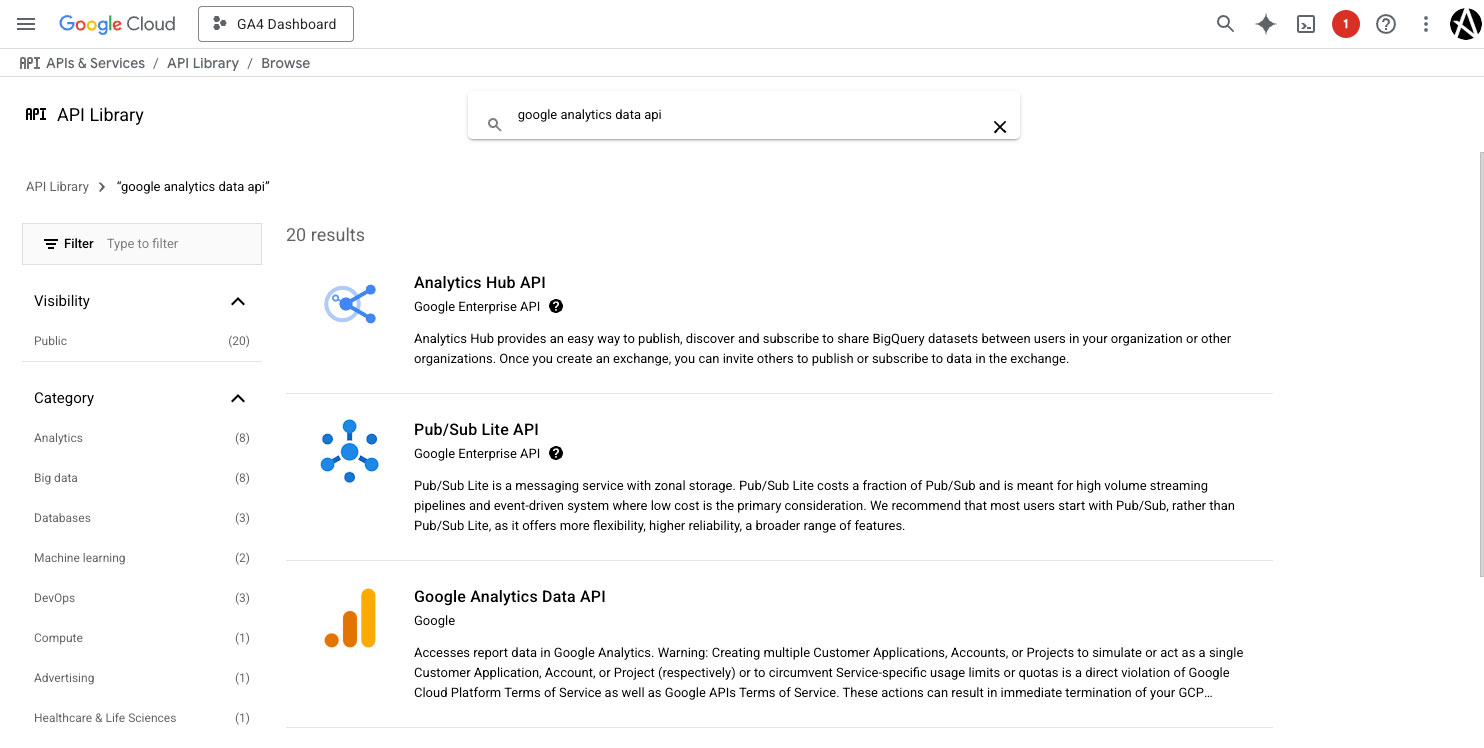 Google Cloud
GA4 Dashboard
1
API APIs & Services / API Library / Browse
API API Library
google analytics data api
API Library > “google analytics data api”
Filter Type to filter
20 results
Visibility
Public (20)
Category
Analytics (8)
Big data (8)
Databases (3)
Machine learning (2)
DevOps (3)
Compute (1)
Advertising (1)
Healthcare & Life Sciences (1)
Analytics Hub API
Google Enterprise API
Analytics Hub provides an easy way to publish, discover and subscribe to share BigQuery datasets between users in your organization or other
organizations. Once you create an exchange, you can invite others to publish or subscribe to data in the exchange.
Pub/Sub Lite API
Google Enterprise API
Pub/Sub Lite is a messaging service with zonal storage. Pub/Sub Lite costs a fraction of Pub/Sub and is meant for high volume streaming
pipelines and event-driven system where low cost is the primary consideration. We recommend that most users start with Pub/Sub, rather than
Pub/Sub Lite, as it offers more flexibility, higher reliability, a broader range of features.
Google Analytics Data API
Google
Accesses report data in Google Analytics. Warning: Creating multiple Customer Applications, Accounts, or Projects to simulate or act as a single
Customer Application, Account, or Project (respectively) or to circumvent Service-specific usage limits or quotas is a direct violation of Google
Cloud Platform Terms of Service as well as Google APIs Terms of Service. These actions can result in immediate termination of your GCP…